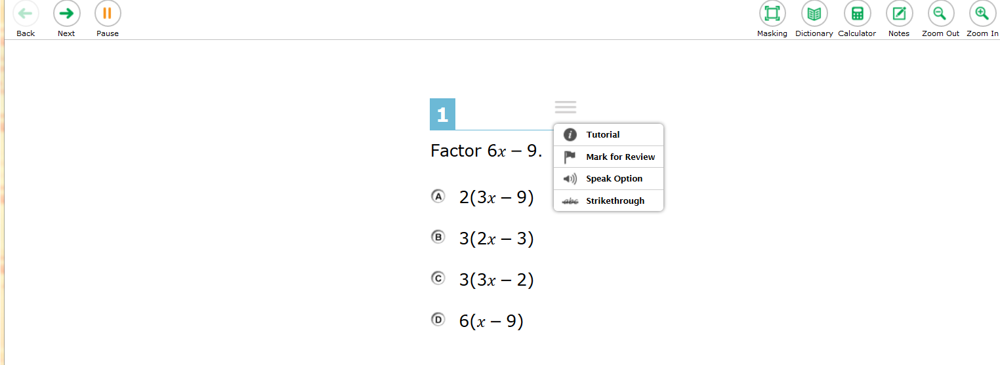 Back Next Pause Masking Dictionary Calculator Notes Zoom Out Zoom In
1
Tutorial
Factor 6x – 9.
Mark for Review
Speak Option
abc Strikethrough
A 2(3x – 9)
B 3(2x – 3)
C 3(3x – 2)
D 6(x – 9)